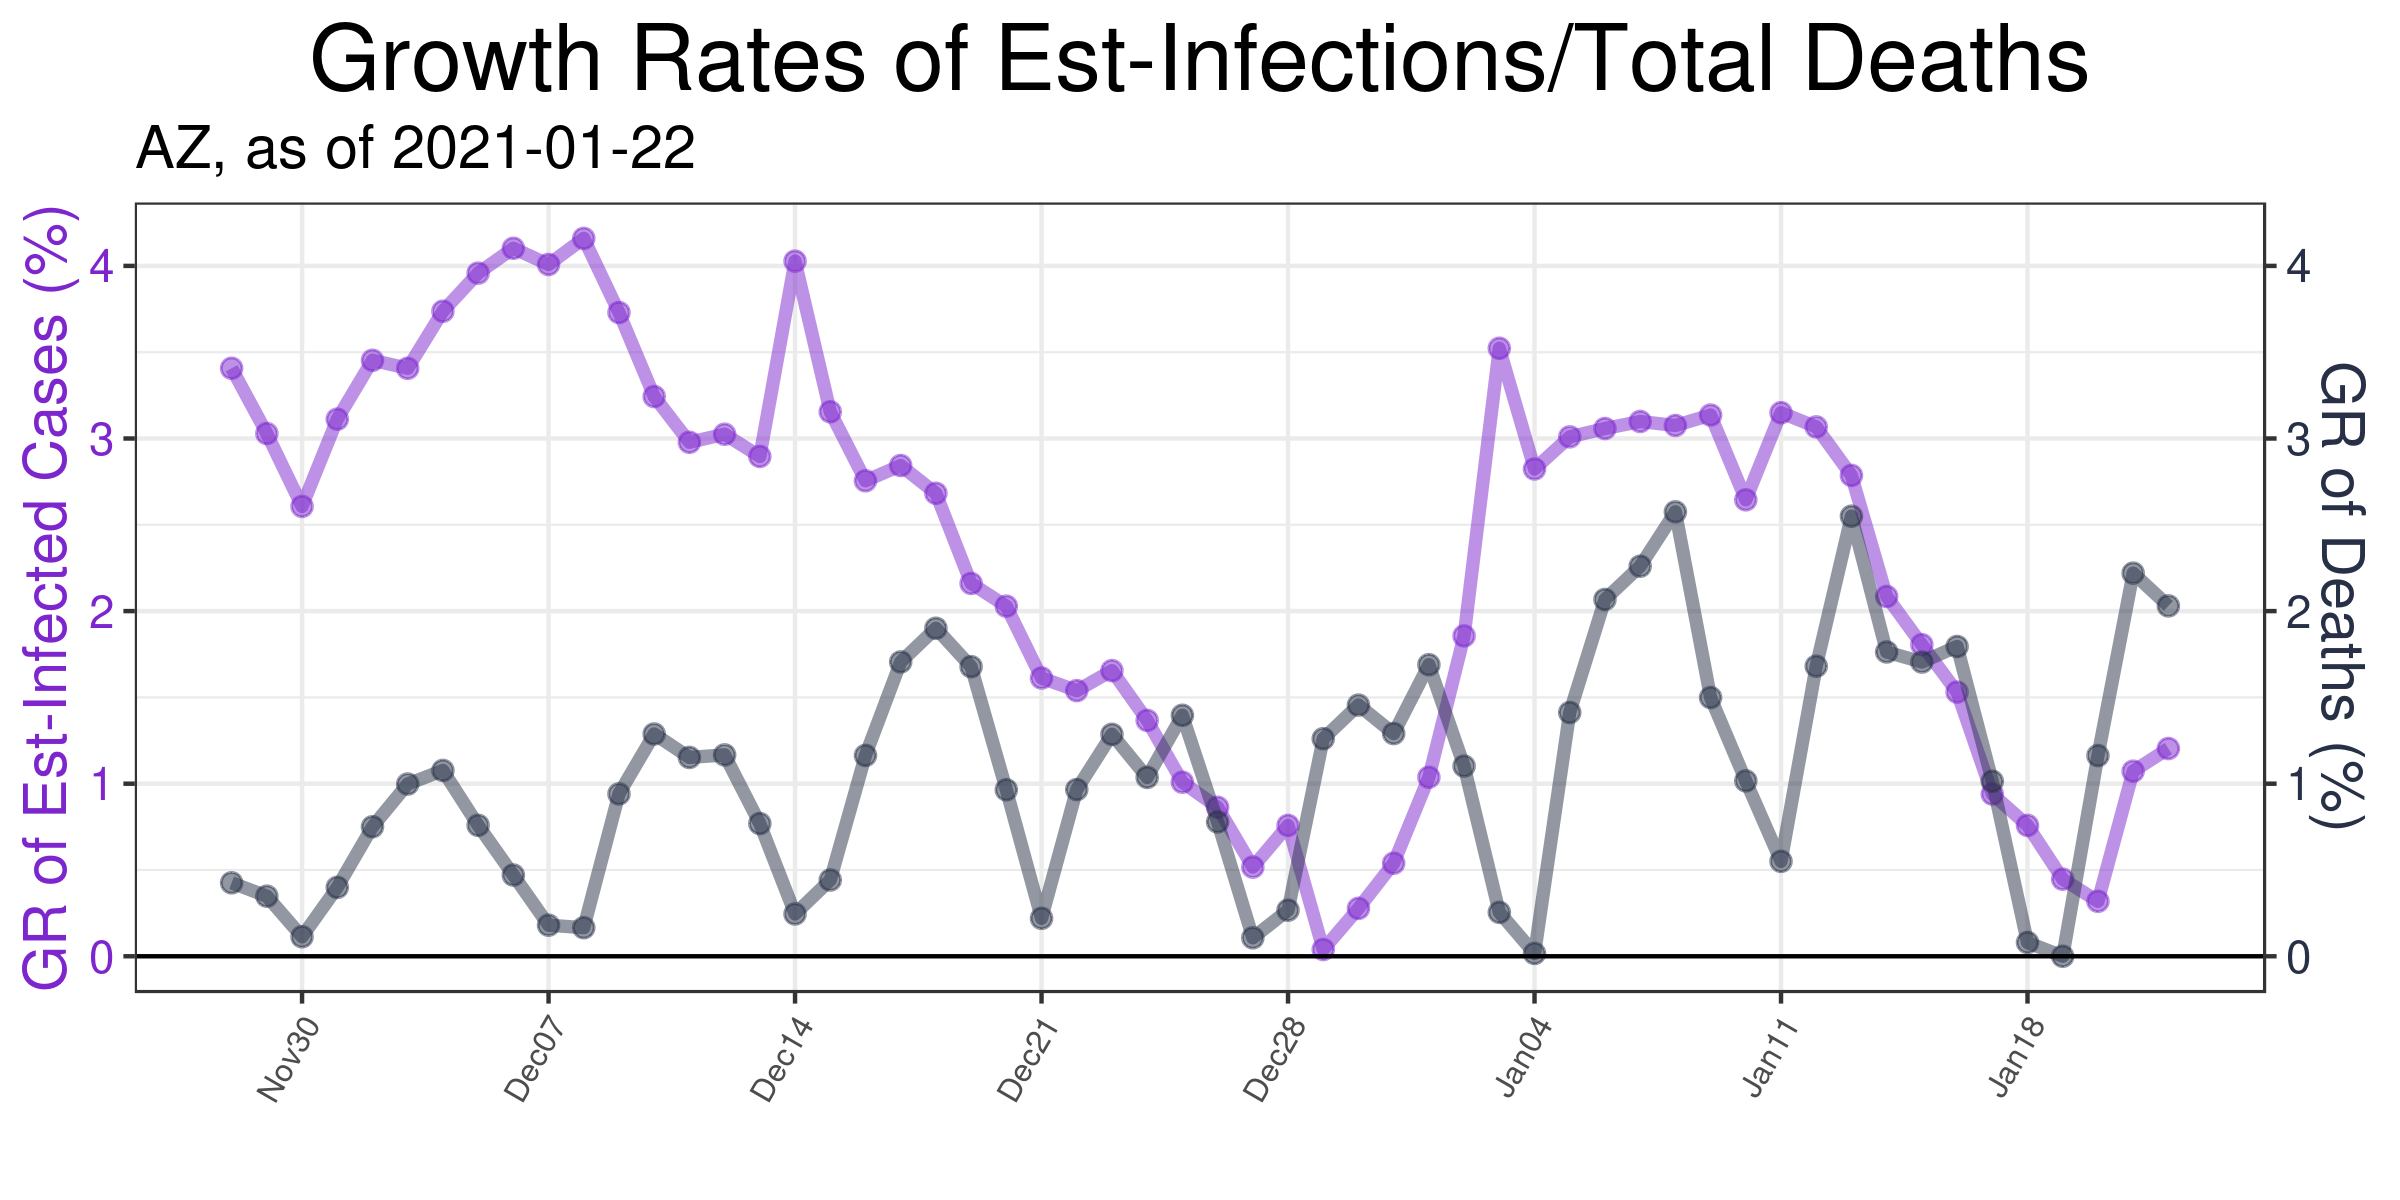 Growth Rates of Est-Infections/Total Deaths
AZ, as of 2021-01-22
GR of Est-Infected Cases (%)
4
3
2
1
0
4
3
2
1
0
GR of Deaths (%)
Nov30
Dec07
Dec14
Dec21
Dec28
Jan04
Jan11
Jan18